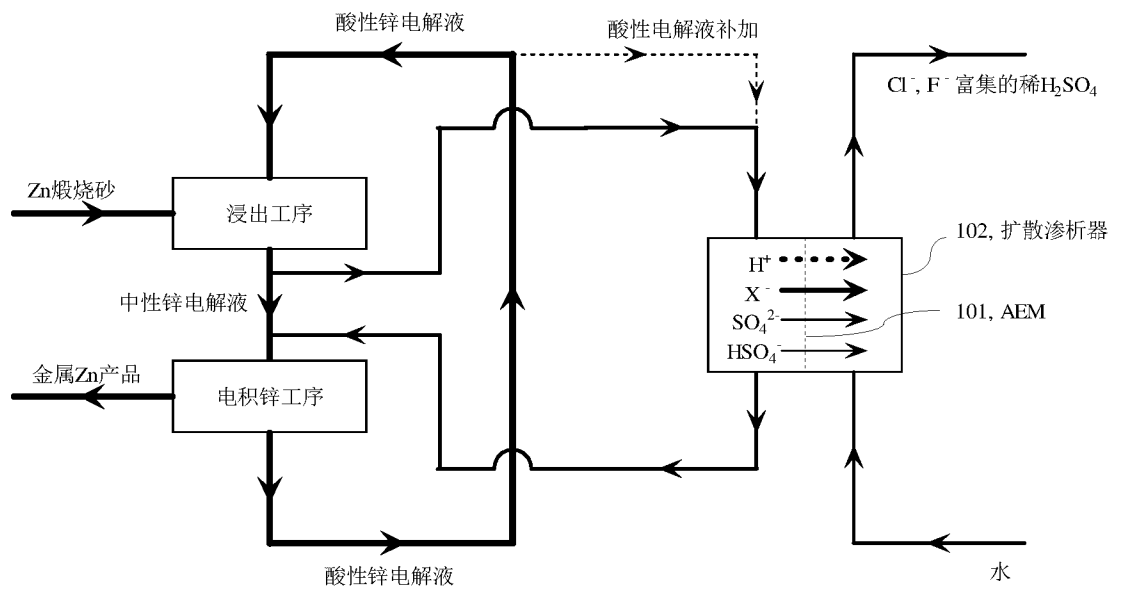 酸性锌电解液
酸性电解液补加
Cl⁻, F⁻ 富集的稀H₂SO₄
Zn煅烧砂
浸出工序
102, 扩散渗析器
H⁺
X⁻
中性锌电解液
SO₄²⁻
101, AEM
HSO₄⁻
金属Zn产品
电积锌工序
酸性锌电解液
水